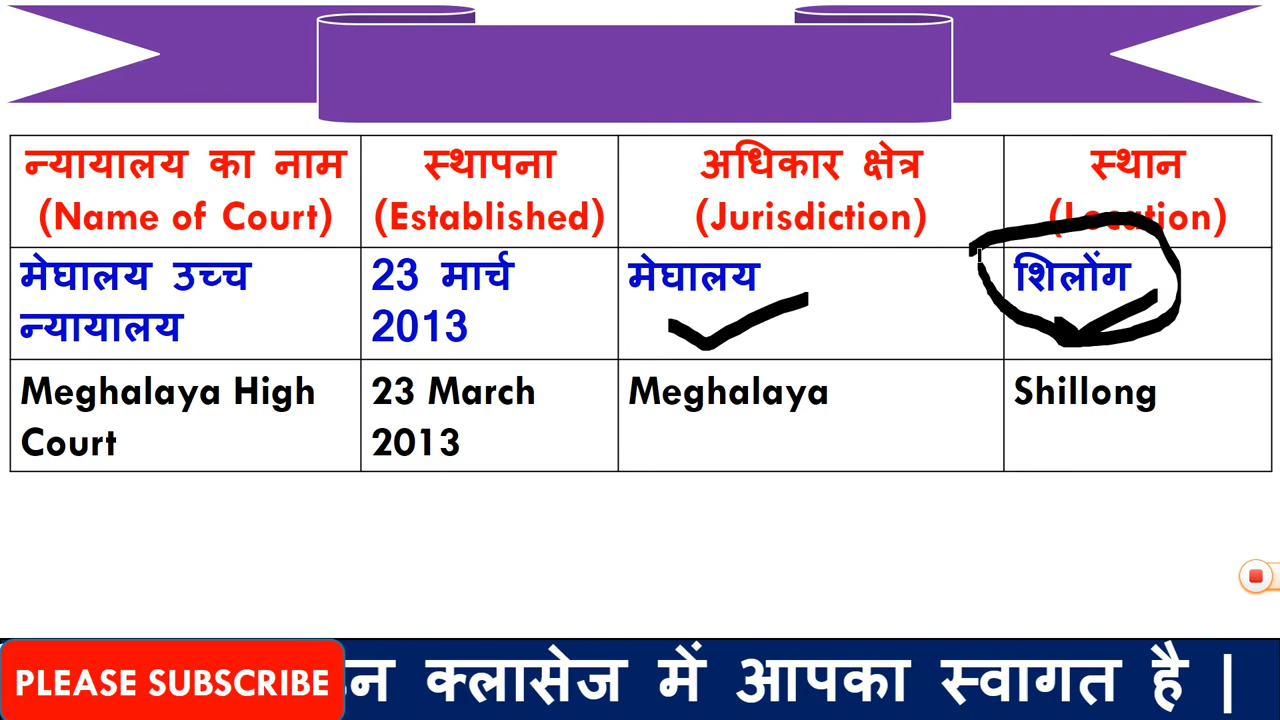 न्यायालय का नाम
(Name of Court)
स्थापना
(Established)
अधिकार क्षेत्र
(Jurisdiction)
स्थान
(Location)
मेघालय उच्च
न्यायालय
23 मार्च
2013
मेघालय
शिलोंग
Meghalaya High
Court
23 March
2013
Meghalaya
Shillong
PLEASE SUBSCRIBE
क्लासेज में आपका स्वागत है |